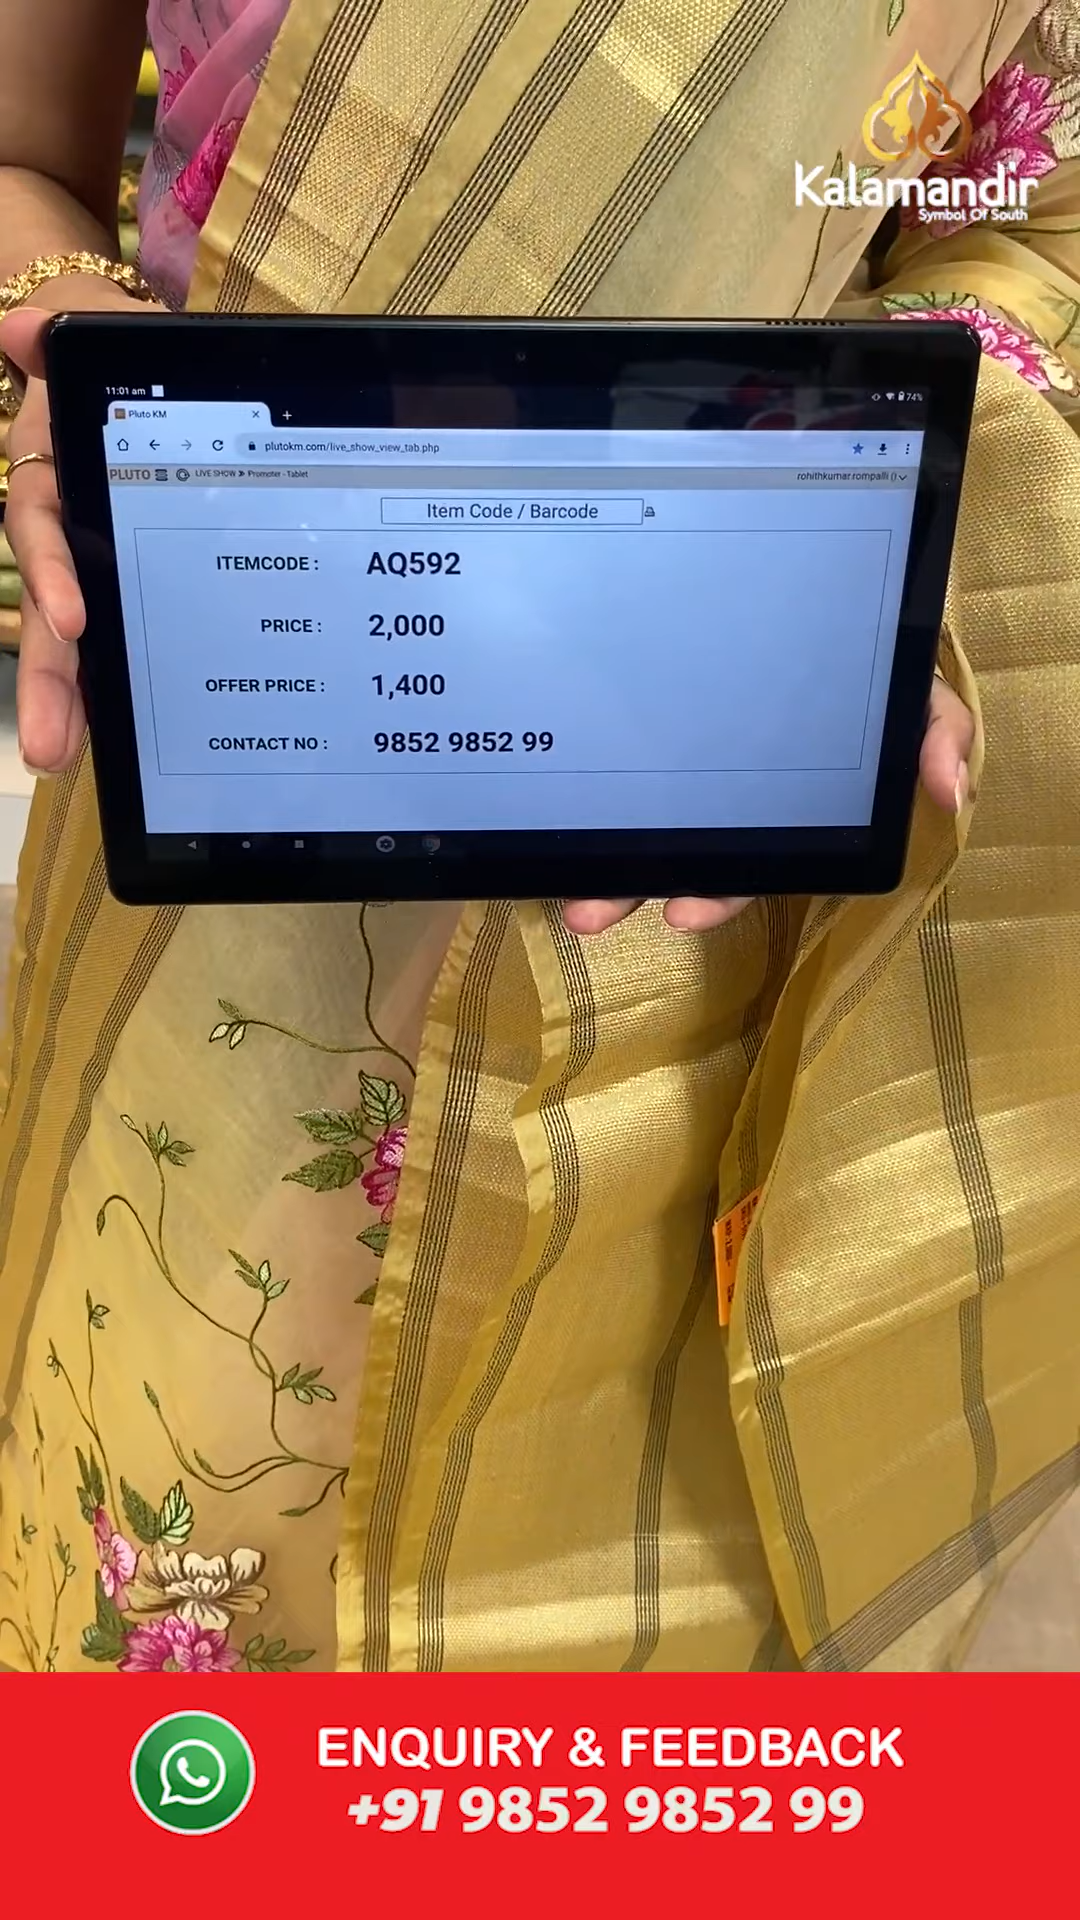 Kalamandir
Symbol Of South
11:01 am
74%
Pluto KM
plutokm.com/live_show_view_tab.php
PLUTO
LIVE SHOW
Promoter - Tablet
rohithkumar.rompalli ()
Item Code / Barcode
ITEMCODE : AQ592
PRICE : 2,000
OFFER PRICE : 1,400
CONTACT NO : 9852 9852 99
ENQUIRY & FEEDBACK
+91 9852 9852 99